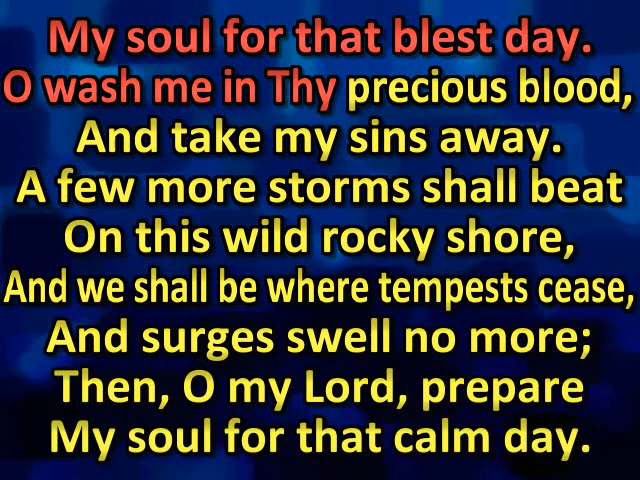 My soul for that blest day.
O wash me in Thy precious blood,
And take my sins away.
A few more storms shall beat
On this wild rocky shore,
And we shall be where tempests cease,
And surges swell no more;
Then, O my Lord, prepare
My soul for that calm day.